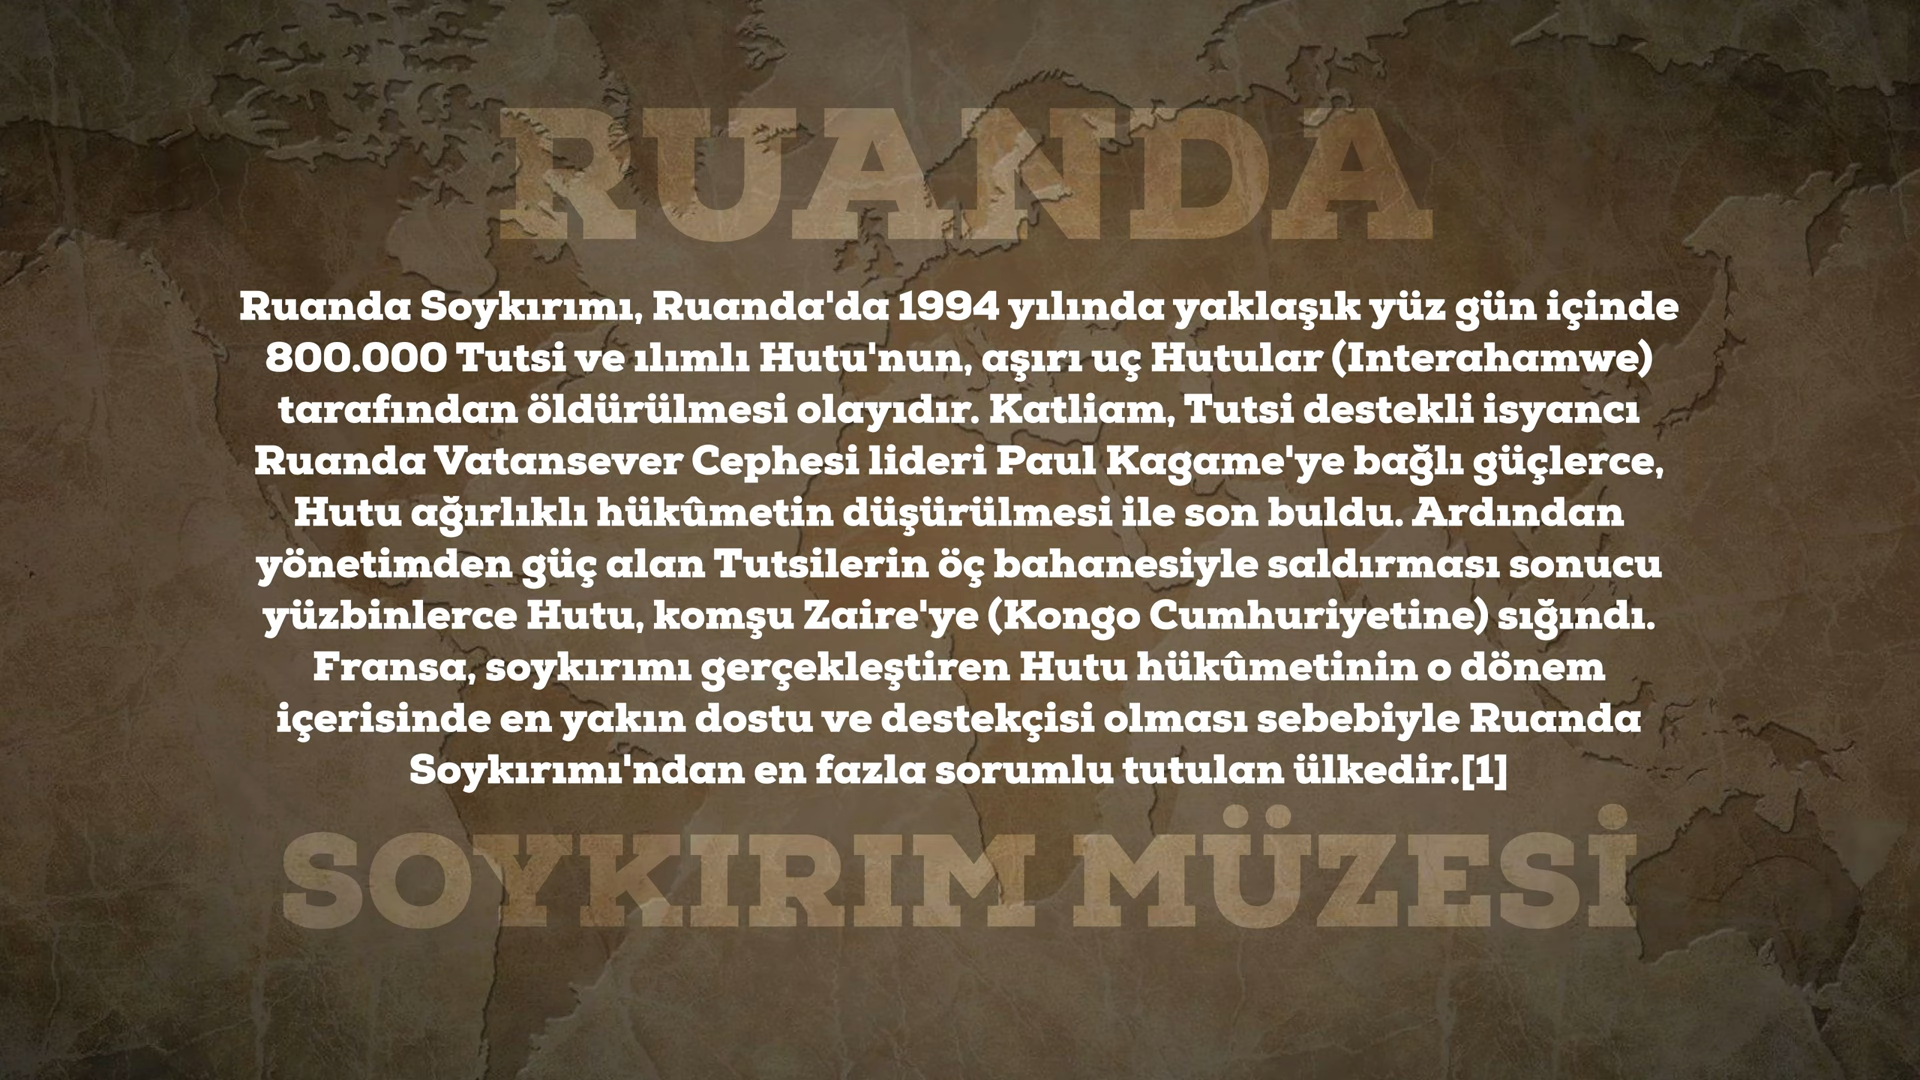 RUANDA
Ruanda Soykırımı, Ruanda'da 1994 yılında yaklaşık yüz gün içinde
800.000 Tutsi ve ılımlı Hutu'nun, aşırı uç Hutular (Interahamwe)
tarafından öldürülmesi olayıdır. Katliam, Tutsi destekli isyancı
Ruanda Vatansever Cephesi lideri Paul Kagame'ye bağlı güçlerce,
Hutu ağırlıklı hükûmetin düşürülmesi ile son buldu. Ardından
yönetimden güç alan Tutsilerin öç bahanesiyle saldırması sonucu
yüzbinlerce Hutu, komşu Zaire'ye (Kongo Cumhuriyetine) sığındı.
Fransa, soykırımı gerçekleştiren Hutu hükûmetinin o dönem
içerisinde en yakın dostu ve destekçisi olması sebebiyle Ruanda
Soykırımı'ndan en fazla sorumlu tutulan ülkedir.[1]
SOYKIRIM MÜZESİ